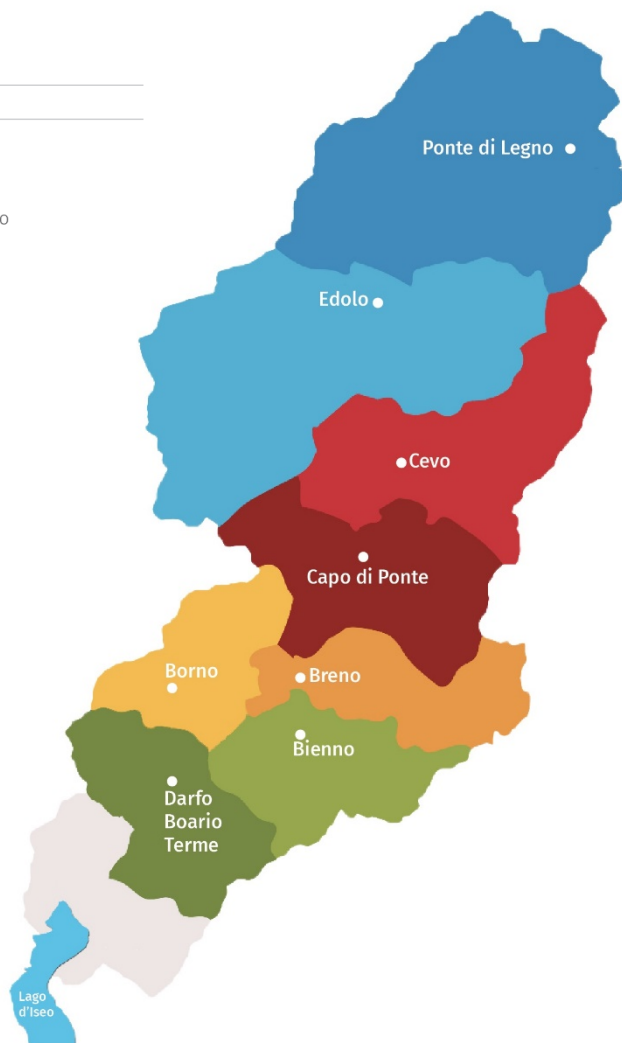 Ponte di Legno
o
Edolo
Cevo
Capo di Ponte
Borno
Breno
Bienno
Darfo
Boario
Terme
Lago
d'Iseo